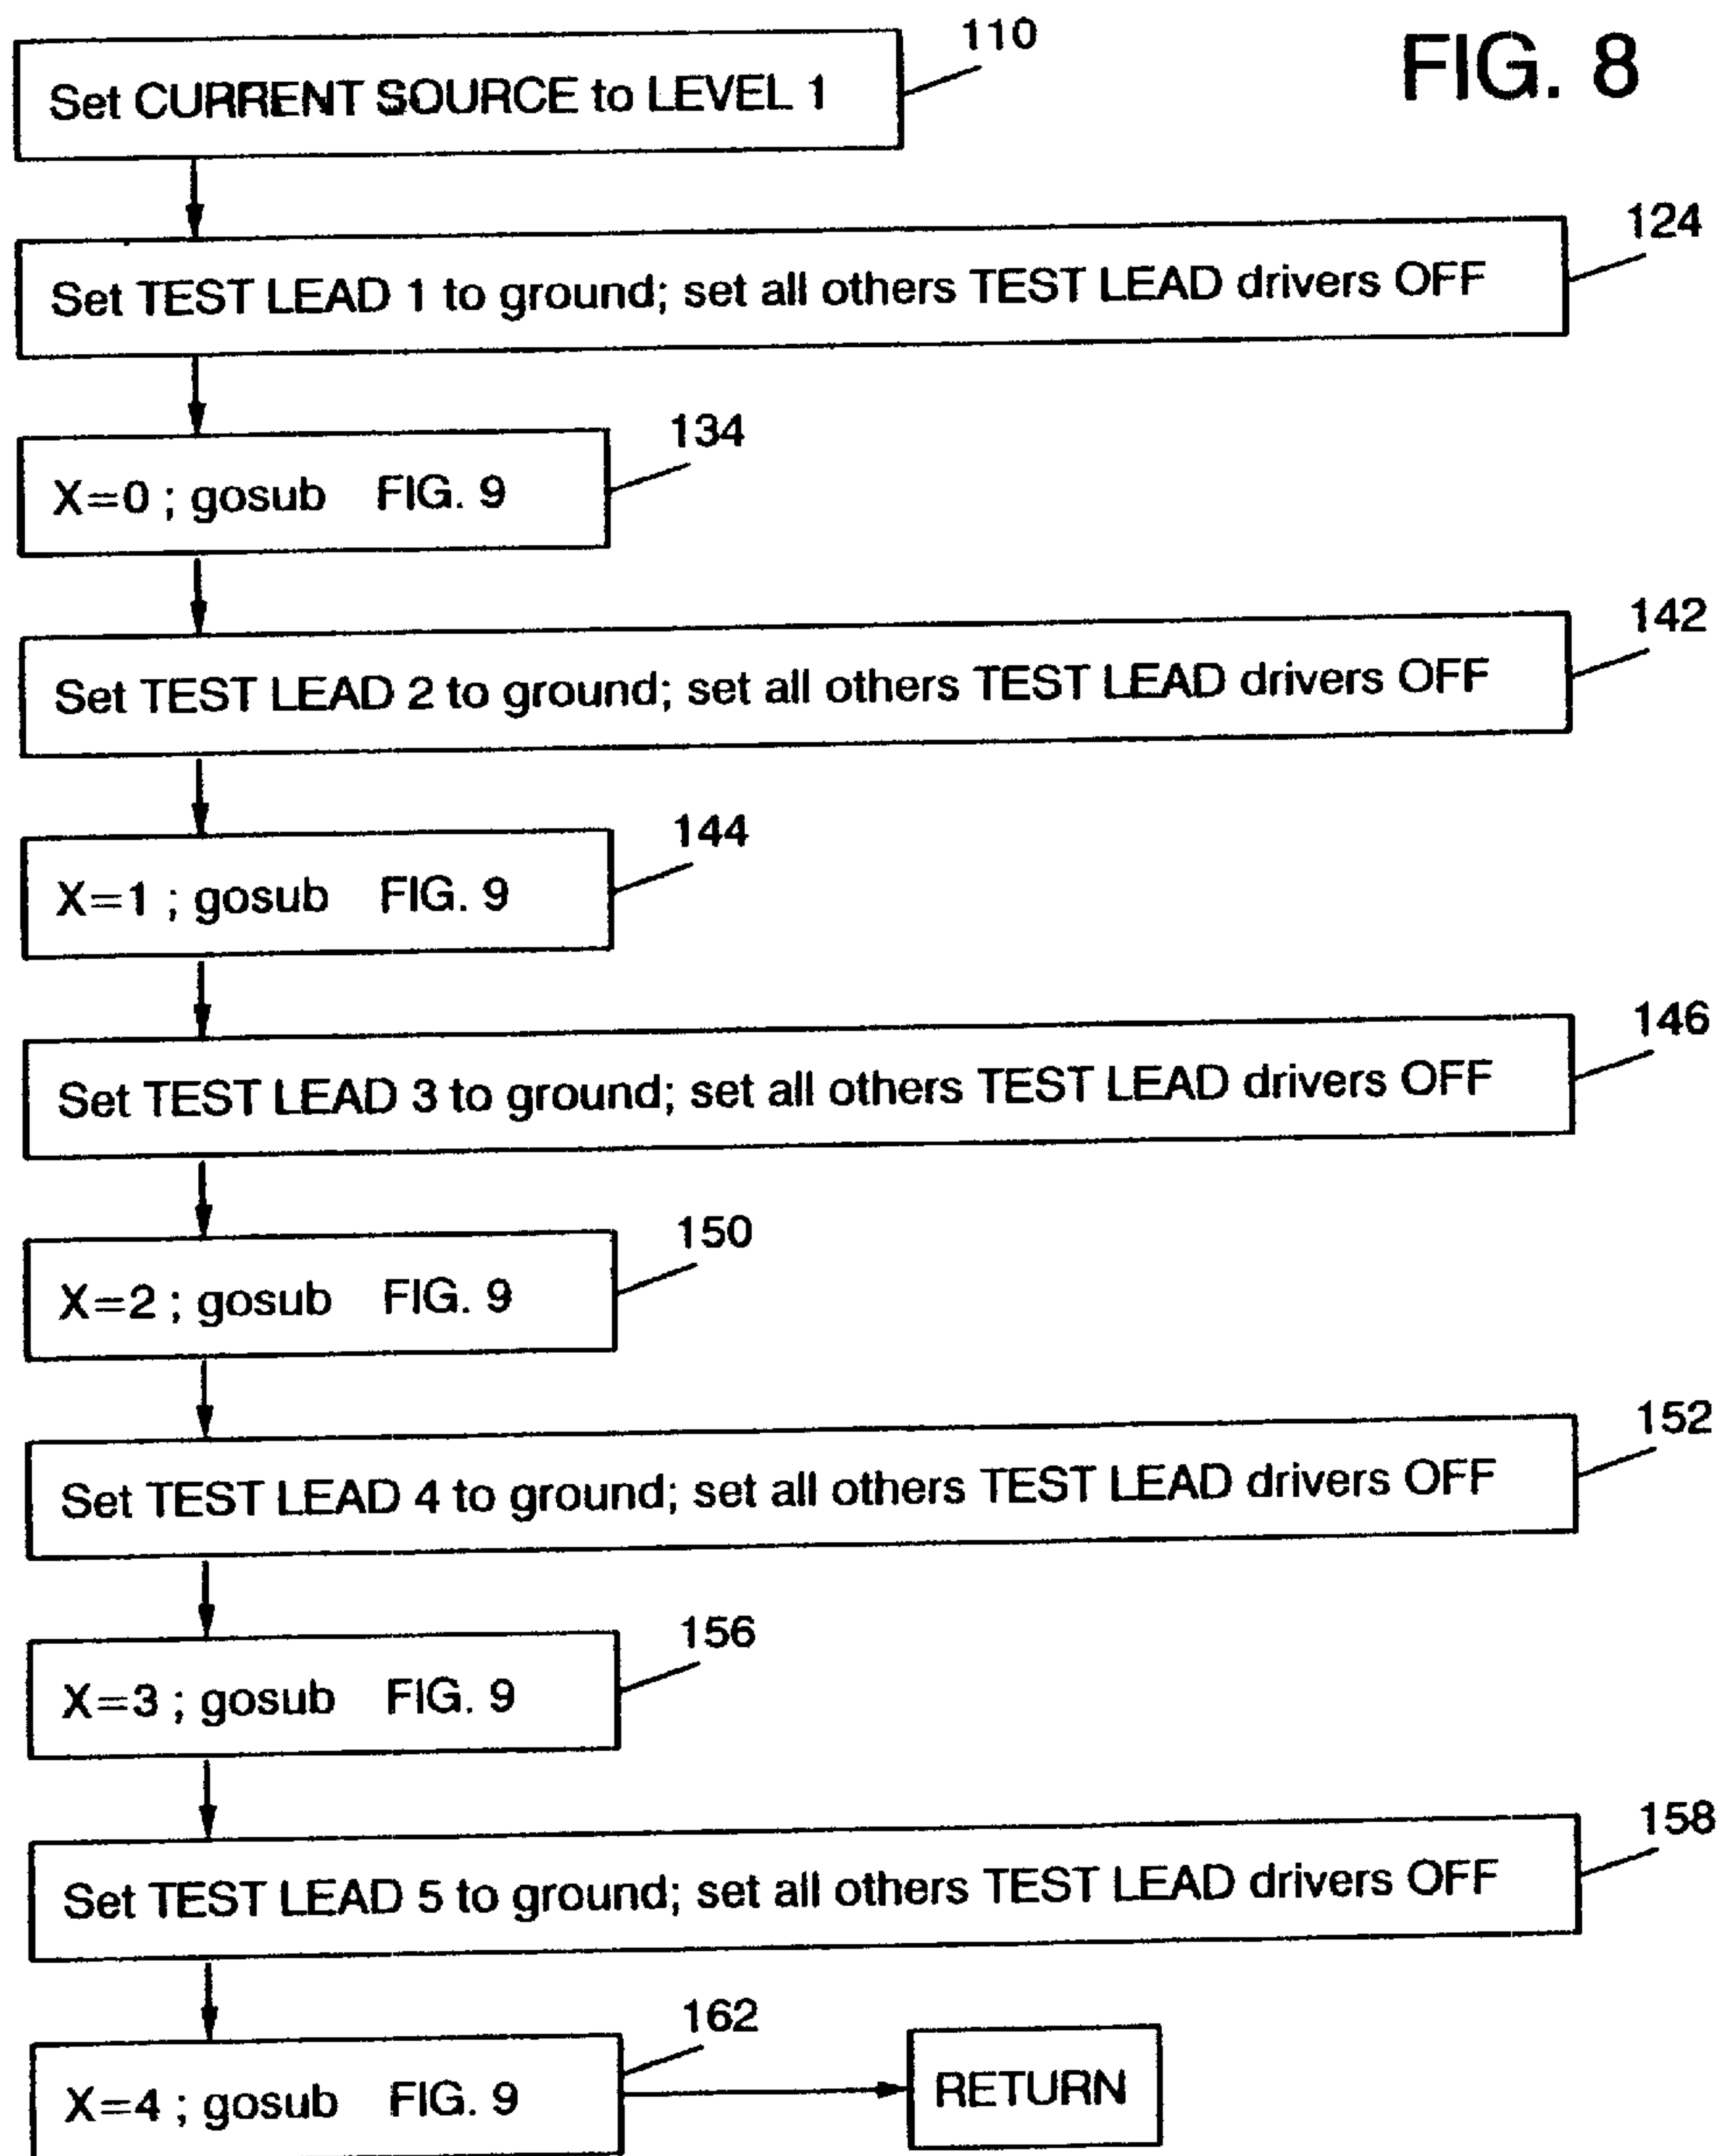 FIG. 8
110
Set CURRENT SOURCE to LEVEL 1
124
Set TEST LEAD 1 to ground; set all others TEST LEAD drivers OFF
134
X=0 ; gosub FIG. 9
142
Set TEST LEAD 2 to ground; set all others TEST LEAD drivers OFF
144
X=1 ; gosub FIG. 9
146
Set TEST LEAD 3 to ground; set all others TEST LEAD drivers OFF
150
X=2 ; gosub FIG. 9
152
Set TEST LEAD 4 to ground; set all others TEST LEAD drivers OFF
156
X=3 ; gosub FIG. 9
158
Set TEST LEAD 5 to ground; set all others TEST LEAD drivers OFF
162
X=4 ; gosub FIG. 9
RETURN